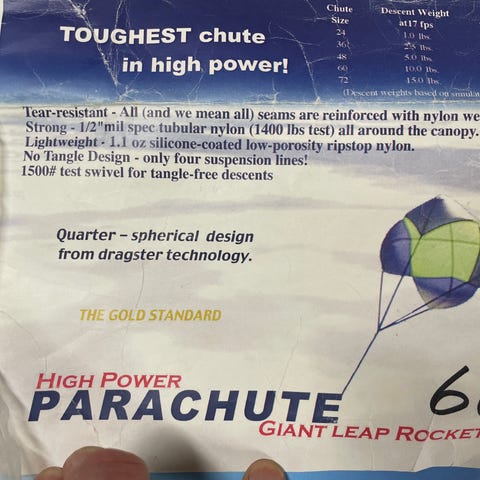 TOUGHEST chute
in high power!
Chute Descent Weight
Size at17 fps
24 1.0 lbs.
36 2.5 lbs.
48 5.0 lbs.
60 10.0 lbs.
72 15.0 lbs.
(Descent weights based on
Tear-resistant - All (and we mean all) seams are reinforced with nylon
Strong - 1/2"mil spec tubular nylon (1400 lbs test) all around the canopy.
Lightweight - 1.1 oz silicone-coated low-porosity ripstop nylon.
No Tangle Design - only four suspension lines!
1500# test swivel for tangle-free descents
Quarter – spherical design
from dragster technology.
THE GOLD STANDARD
HIGH POWER
PARACHUTE
GIANT LEAP